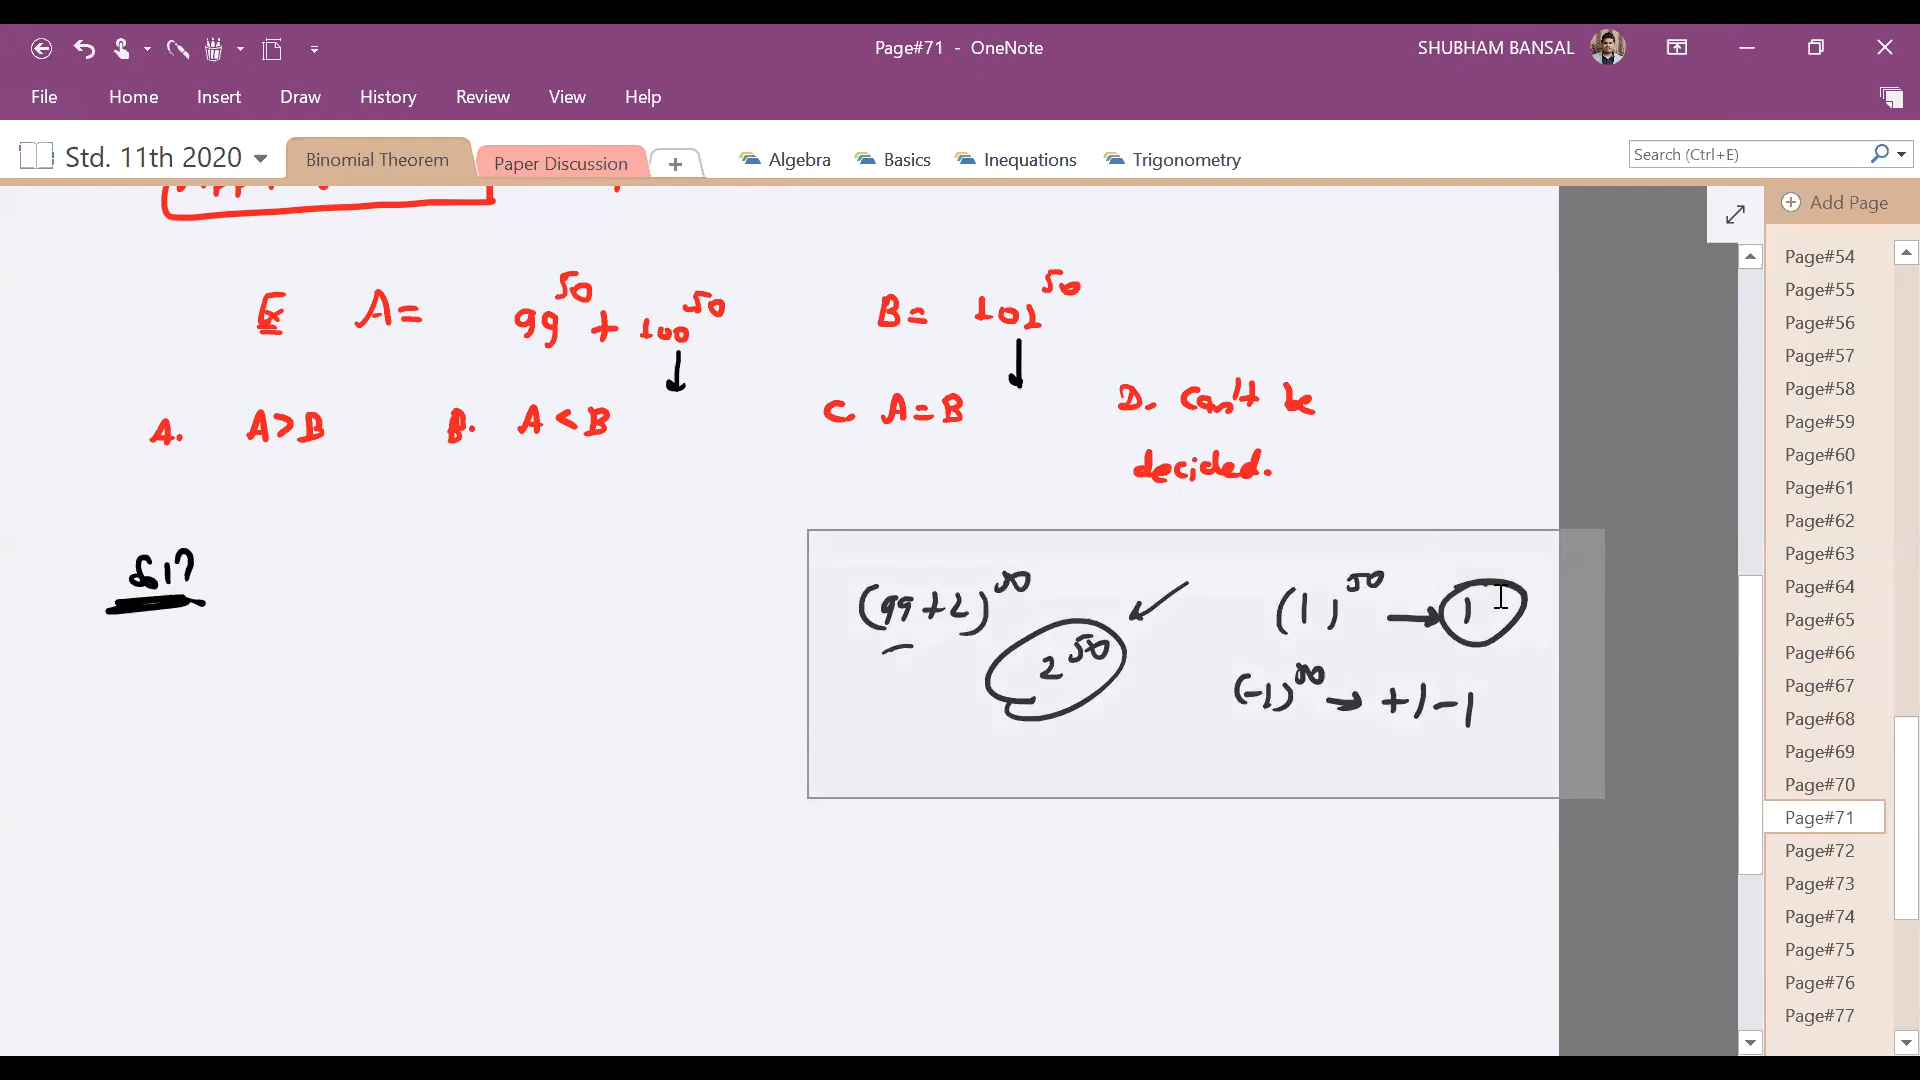 Page#71 - OneNote
SHUBHAM BANSAL
File Home Insert Draw History Review View Help
Std. 11th 2020
Binomial Theorem
Paper Discussion
+
Algebra
Basics
Inequations
Trigonometry
Search (Ctrl+E)
Add Page
Ex A = 99^50 + 100^50 B = 101^50
A. A > B B. A < B C. A = B D. Can't be
decided.
(99+2)^50 (1)^50 → 1
2^50 (-1)^50 → +1 -1
Page#54
Page#55
Page#56
Page#57
Page#58
Page#59
Page#60
Page#61
Page#62
Page#63
Page#64
Page#65
Page#66
Page#67
Page#68
Page#69
Page#70
Page#71
Page#72
Page#73
Page#74
Page#75
Page#76
Page#77